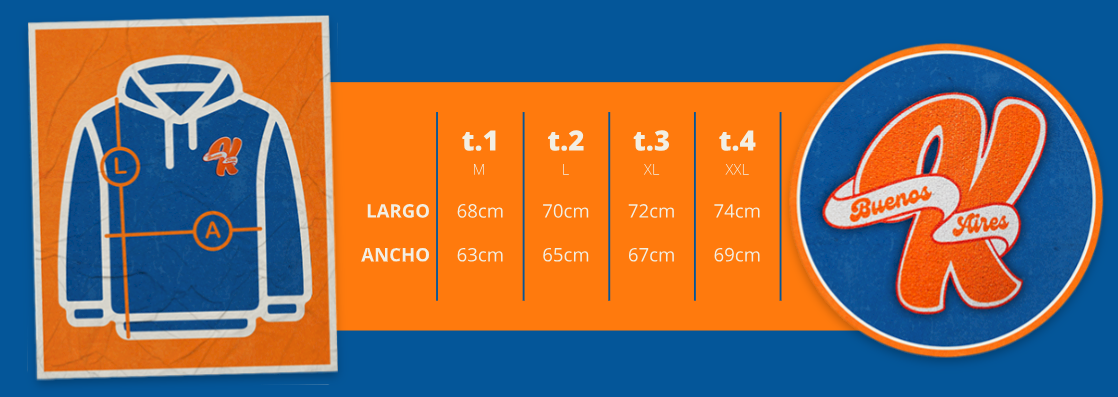 L
A
t.1 t.2 t.3 t.4
M L XL XXL
LARGO 68cm 70cm 72cm 74cm
ANCHO 63cm 65cm 67cm 69cm
K
Buenos
Aires